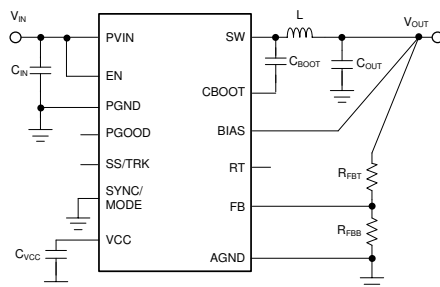 VIN
L
VOUT
PVIN
SW
CIN
CBOOT
COUT
EN
CBOOT
PGND
PGOOD
BIAS
SS/TRK
RT
RFBT
SYNC/
MODE
FB
RFBB
VCC
CVCC
AGND